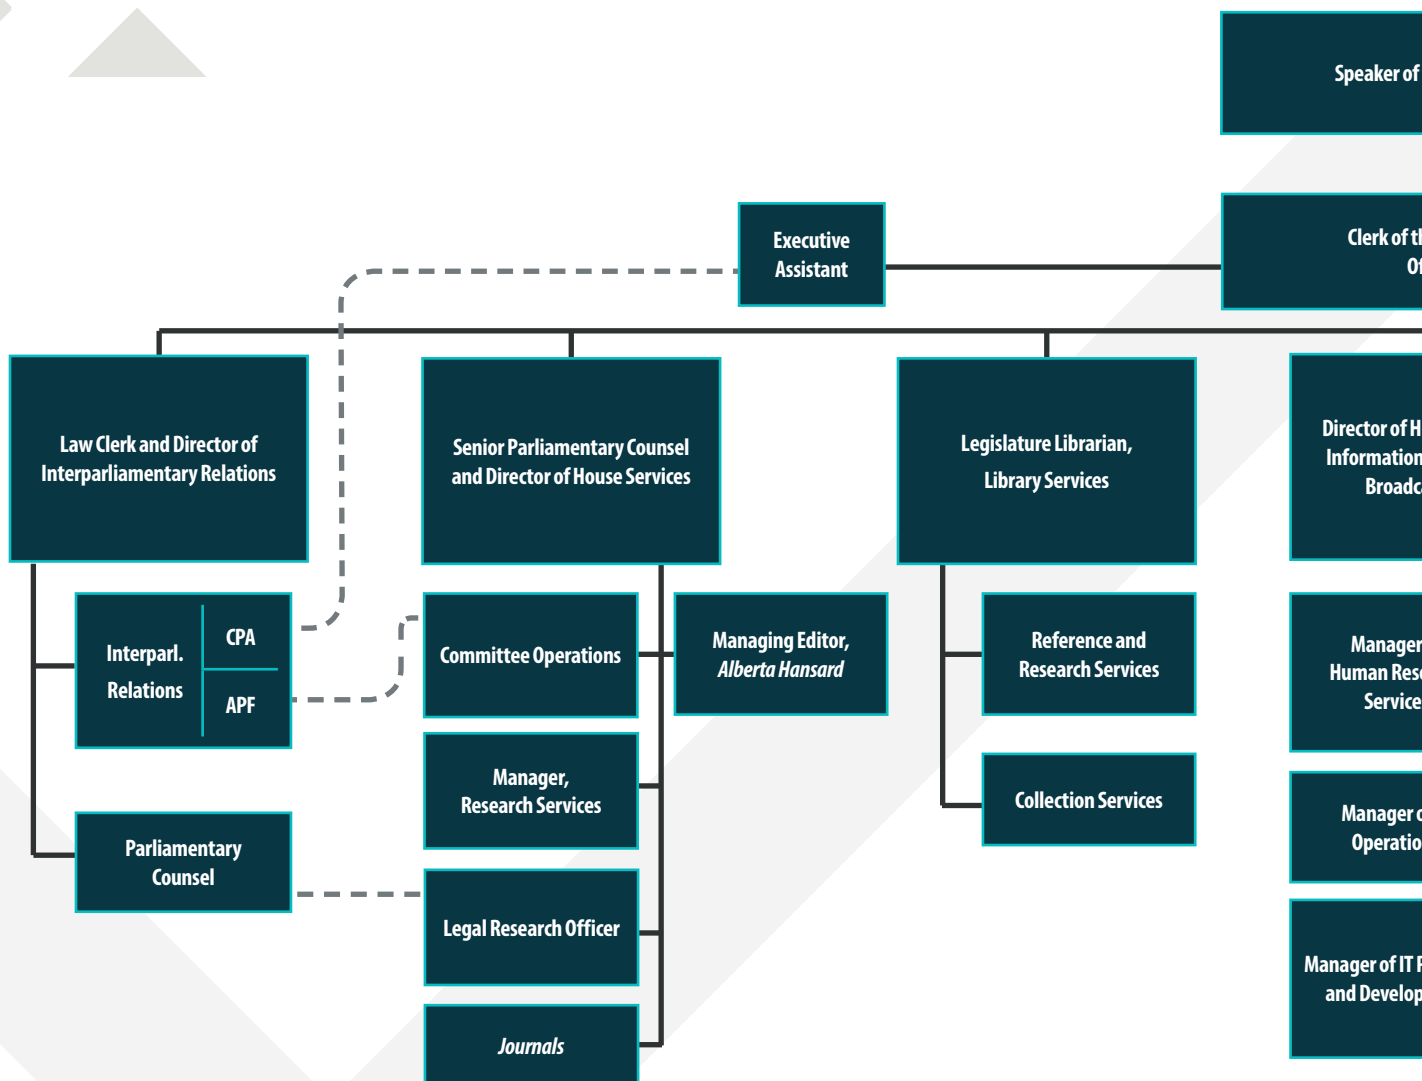 Speaker of
Clerk of th
Of
Executive
Assistant
Law Clerk and Director of
Interparliamentary Relations
Senior Parliamentary Counsel
and Director of House Services
Legislature Librarian,
Library Services
Director of H
Information
Broadca
Interparl.
Relations
CPA
APF
Parliamentary
Counsel
Committee Operations
Managing Editor,
Alberta Hansard
Manager,
Research Services
Legal Research Officer
Journals
Reference and
Research Services
Collection Services
Manager
Human Reso
Service
Manager o
Operatio
Manager of IT P
and Develop